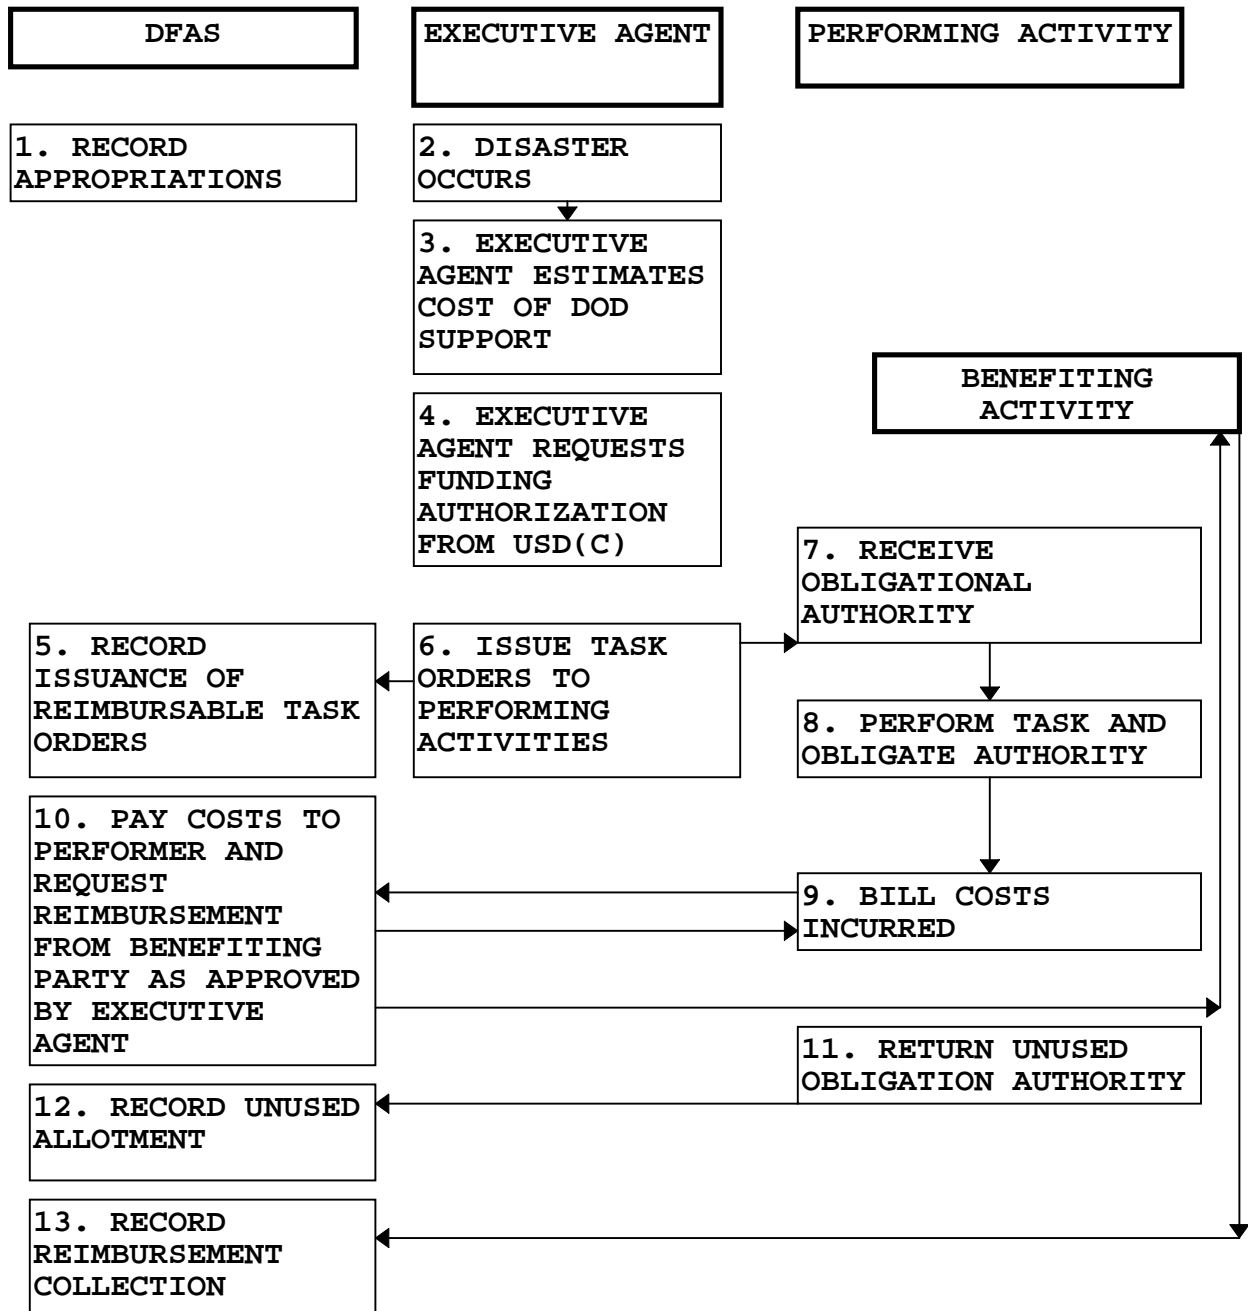 DFAS
EXECUTIVE AGENT
PERFORMING ACTIVITY
1. RECORD
APPROPRIATIONS
2. DISASTER
OCCURS
3. EXECUTIVE
AGENT ESTIMATES
COST OF DOD
SUPPORT
BENEFITING
ACTIVITY
4. EXECUTIVE
AGENT REQUESTS
FUNDING
AUTHORIZATION
FROM USD(C)
5. RECORD
ISSUANCE OF
REIMBURSABLE TASK
ORDERS
6. ISSUE TASK
ORDERS TO
PERFORMING
ACTIVITIES
7. RECEIVE
OBLIGATIONAL
AUTHORITY
8. PERFORM TASK AND
OBLIGATE AUTHORITY
9. BILL COSTS
INCURRED
10. PAY COSTS TO
PERFORMER AND
REQUEST
REIMBURSEMENT
FROM BENEFITING
PARTY AS APPROVED
BY EXECUTIVE
AGENT
11. RETURN UNUSED
OBLIGATION AUTHORITY
12. RECORD UNUSED
ALLOTMENT
13. RECORD
REIMBURSEMENT
COLLECTION